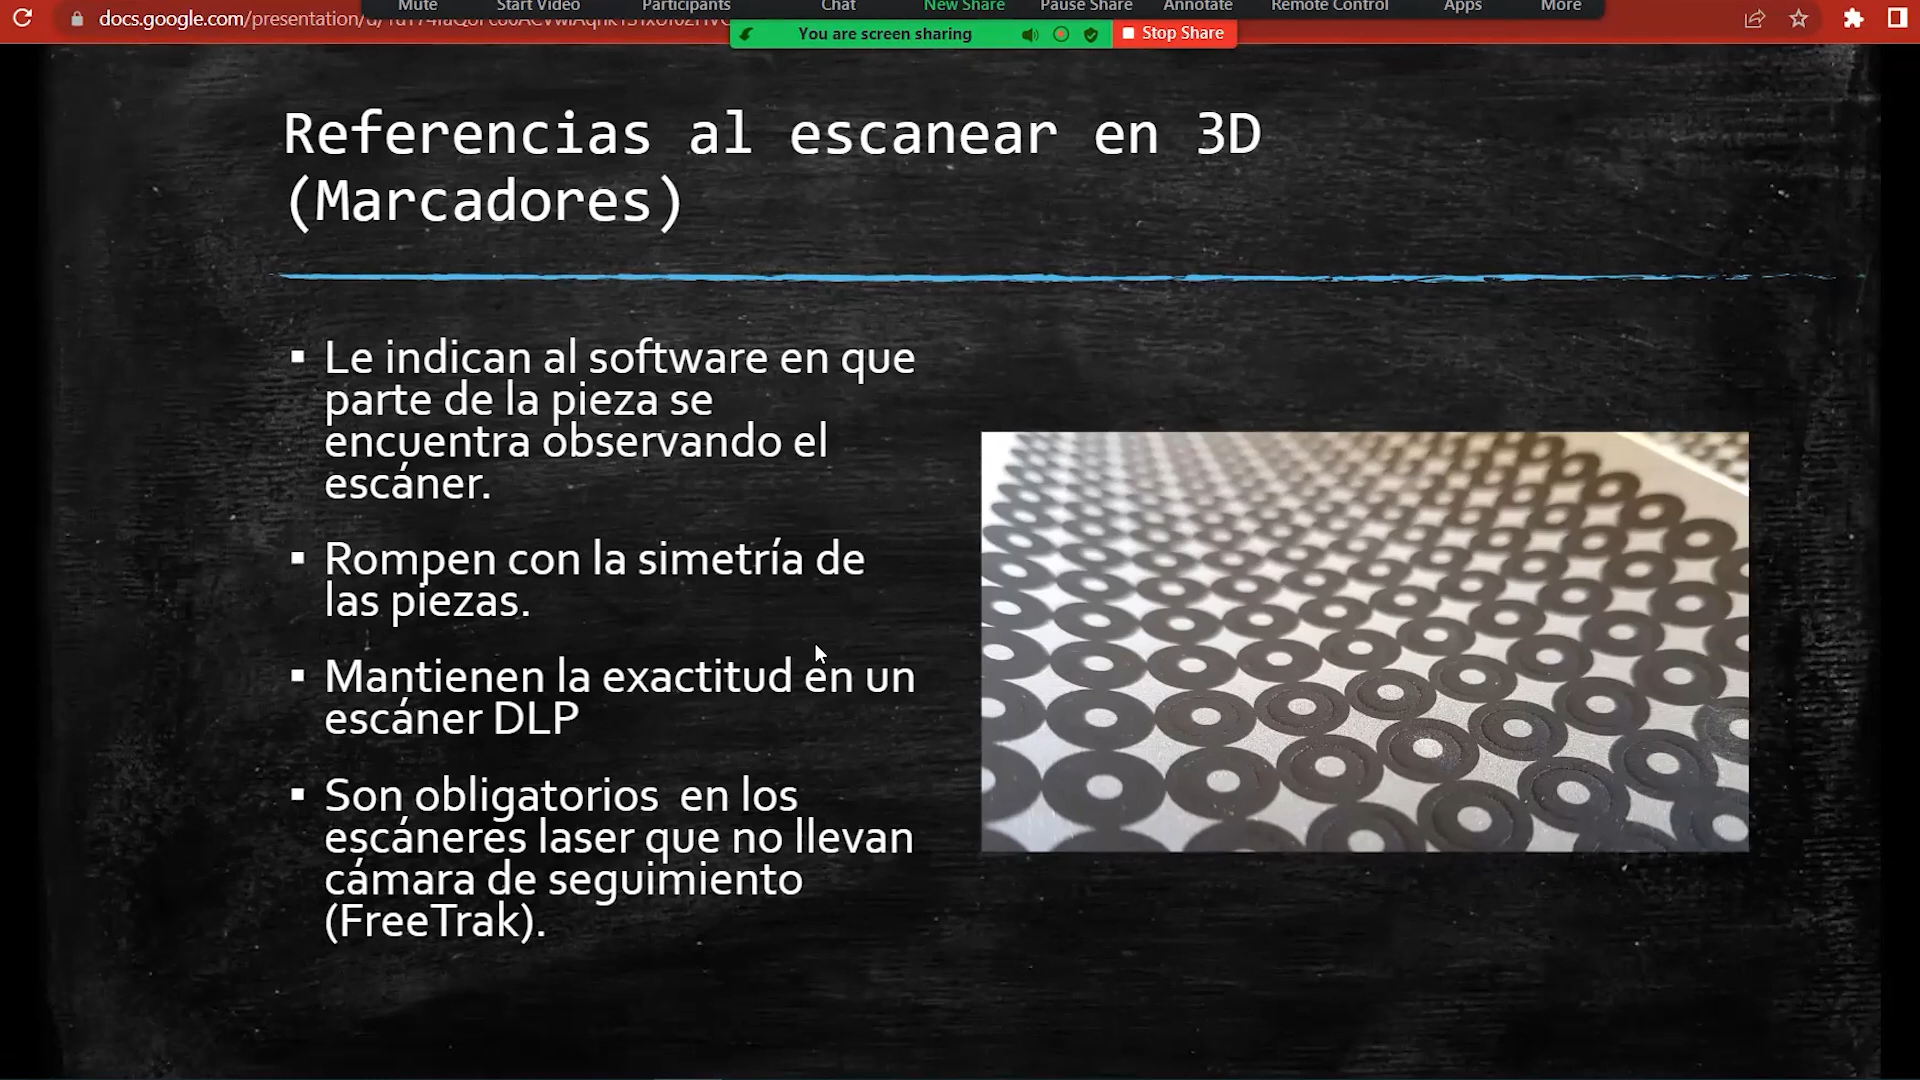 Mute Start Video Participants Chat New Share Pause Share Annotate Remote Control Apps More
docs.google.com/presentation/
You are screen sharing Stop Share
Referencias al escanear en 3D
(Marcadores)
▪ Le indican al software en que
parte de la pieza se
encuentra observando el
escáner.
▪ Rompen con la simetría de
las piezas.
▪ Mantienen la exactitud en un
escáner DLP
▪ Son obligatorios en los
escáneres laser que no llevan
cámara de seguimiento
(FreeTrak).